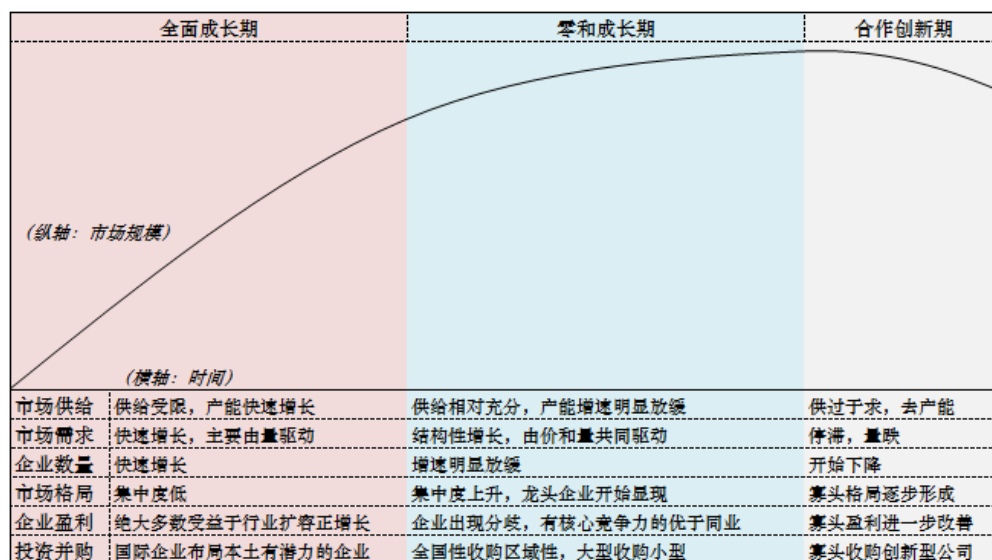 全面成长期 零和成长期 合作创新期
(纵轴：市场规模)
(横轴：时间)
市场供给 供给受限，产能快速增长 供给相对充分，产能增速明显放缓 供过于求，去产能
市场需求 快速增长，主要由量驱动 结构性增长，由价和量共同驱动 停滞，量跌
企业数量 快速增长 增速明显放缓 开始下降
市场格局 集中度低 集中度上升，龙头企业开始显现 寡头格局逐步形成
企业盈利 绝大多数受益于行业扩容正增长 企业出现分歧，有核心竞争力的优于同业 寡头盈利进一步改善
投资并购 国际企业布局本土有潜力的企业 全国性收购区域性，大型收购小型 寡头收购创新型公司